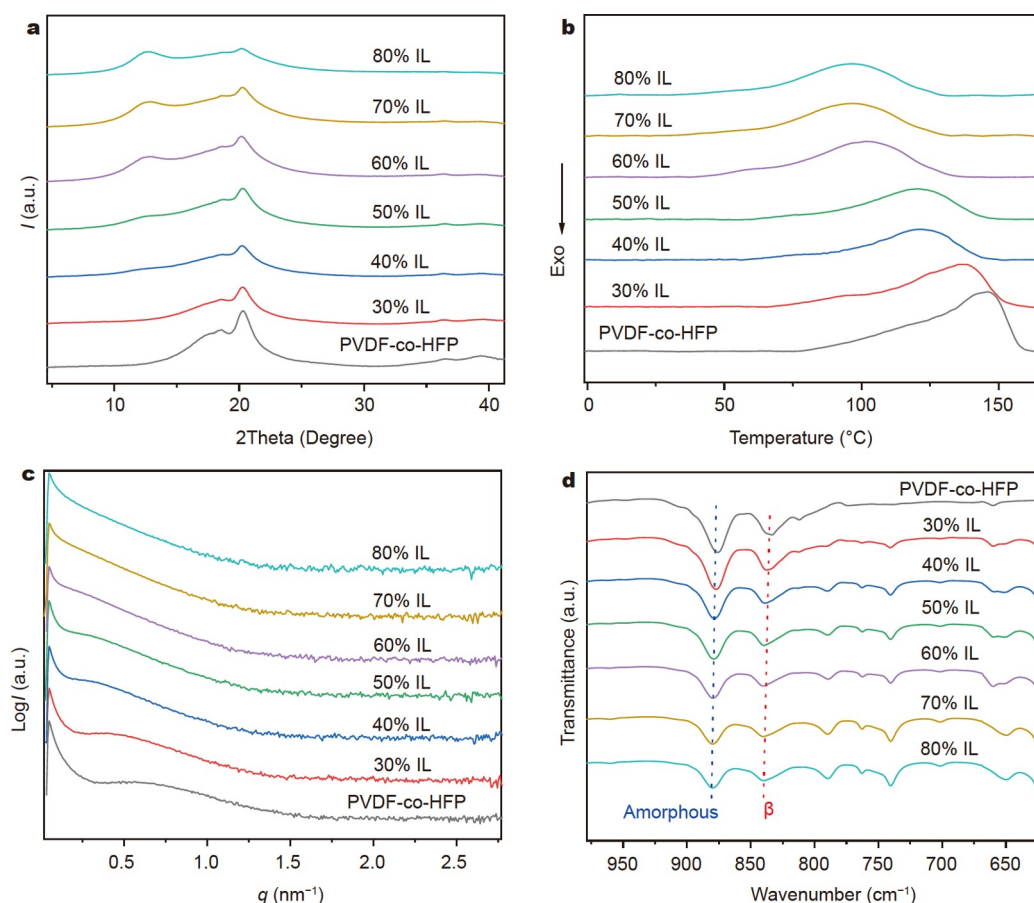 a
80% IL
70% IL
60% IL
50% IL
40% IL
30% IL
PVDF-co-HFP
I (a.u.)
10 20 30 40
2Theta (Degree)
b
80% IL
70% IL
60% IL
50% IL
40% IL
30% IL
PVDF-co-HFP
Exo
0 50 100 150
Temperature (°C)
c
80% IL
70% IL
60% IL
50% IL
40% IL
30% IL
PVDF-co-HFP
LogI (a.u.)
0.5 1.0 1.5 2.0 2.5
q (nm⁻¹)
d
PVDF-co-HFP
30% IL
40% IL
50% IL
60% IL
70% IL
80% IL
Amorphous β
Transmittance (a.u.)
950 900 850 800 750 700 650
Wavenumber (cm⁻¹)